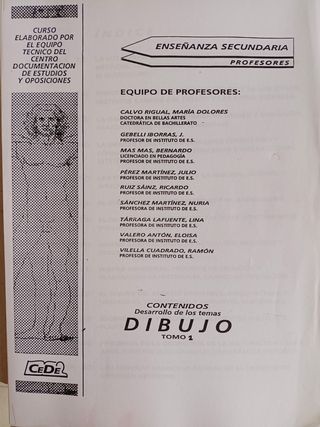 CURSO
ELABORADO POR
EL EQUIPO
TECNICO DEL
CENTRO
DOCUMENTACION
DE ESTUDIOS
Y OPOSICIONES
ENSEÑANZA SECUNDARIA
PROFESORES
EQUIPO DE PROFESORES:
CALVO RIGUAL, MARÍA DOLORES
DOCTORA EN BELLAS ARTES
CATEDRÁTICA DE BACHILLERATO
GEBELLI IBORRAS, J.
PROFESOR DE INSTITUTO DE E.S.
MAS MAS, BERNARDO
LICENCIADO EN PEDAGOGÍA
PROFESOR DE INSTITUTO DE E.S.
PÉREZ MARTÍNEZ, JULIO
PROFESOR DE INSTITUTO DE E.S.
RUIZ SÁINZ, RICARDO
PROFESOR DE INSTITUTO DE E.S.
SÁNCHEZ MARTÍNEZ, NURIA
PROFESORA DE INSTITUTO DE E.S.
TÁRRAGA LAFUENTE, LINA
PROFESORA DE INSTITUTO DE E.S.
VALERO ANTÓN, ELOISA
PROFESORA DE INSTITUTO DE E.S.
VILELLA CUADRADO, RAMÓN
PROFESOR DE INSTITUTO DE E.S.
CONTENIDOS
Desarrollo de los temas
DIBUJO
TOMO 1
CEDE